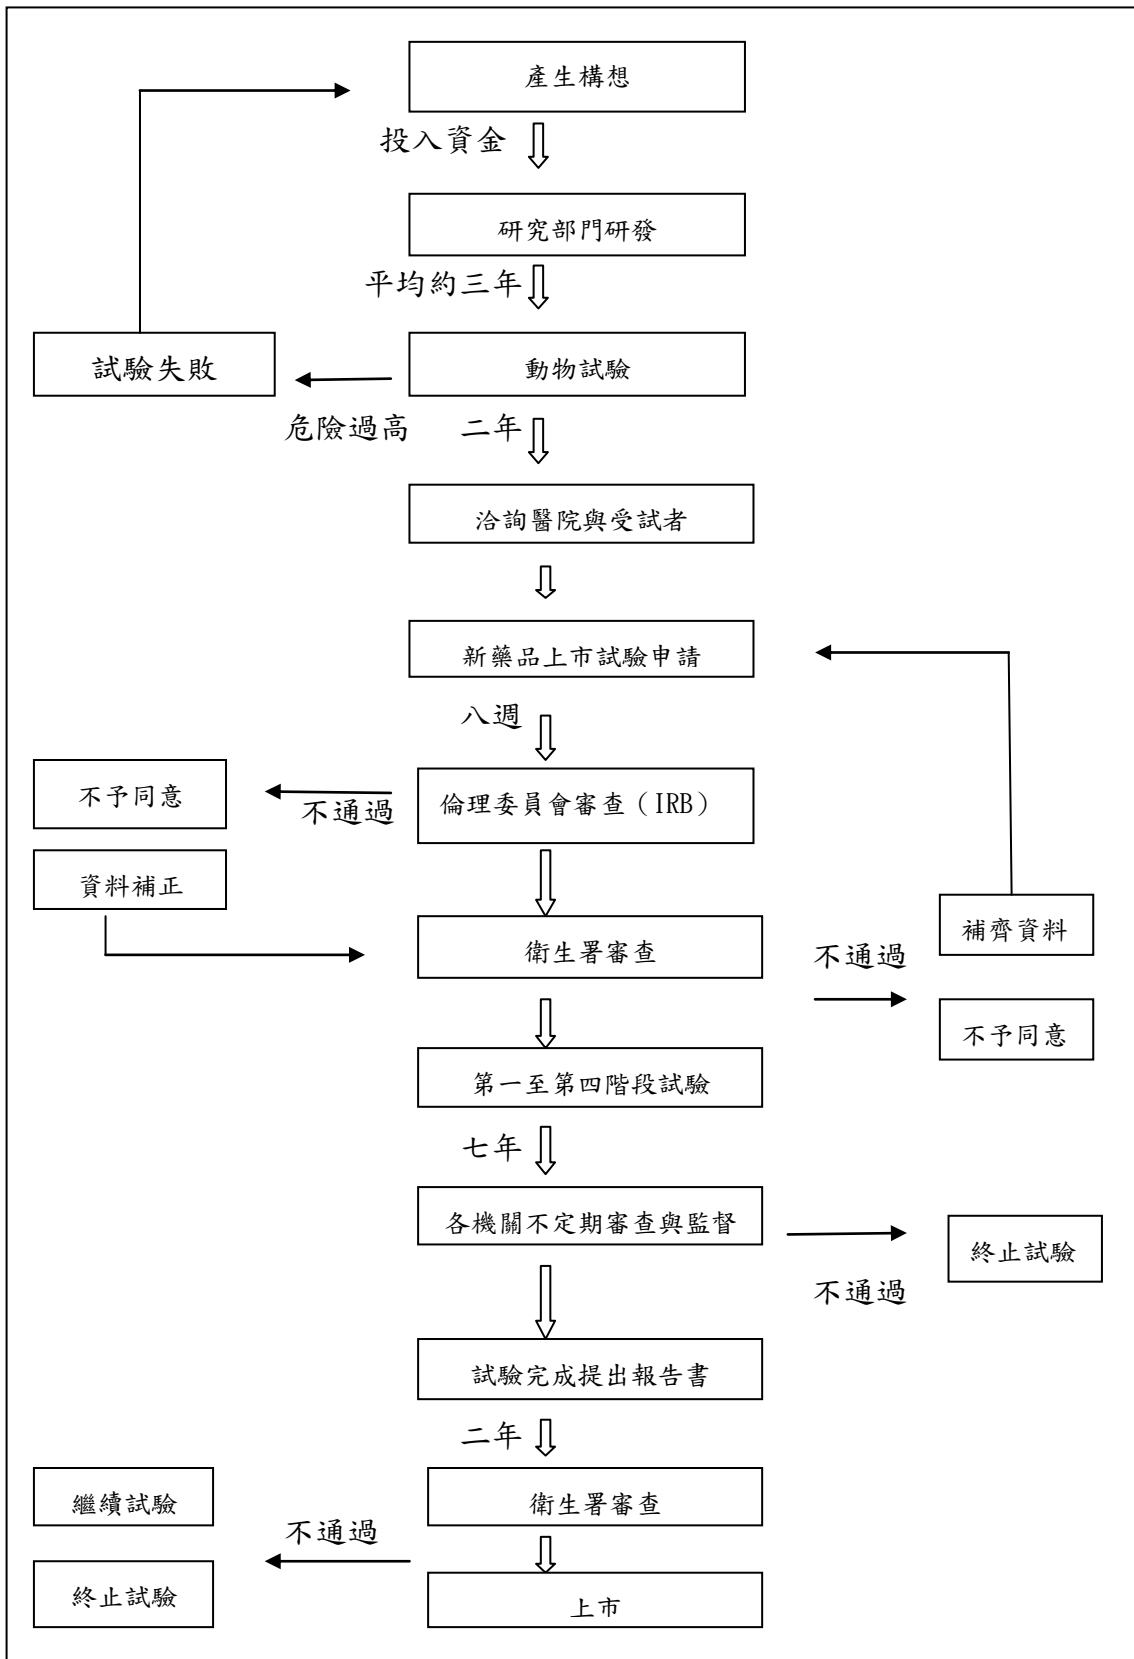 產生構想
投入資金
研究部門研發
平均約三年
試驗失敗
動物試驗
危險過高
二年
洽詢醫院與受試者
新藥品上市試驗申請
八週
不予同意
不通過
倫理委員會審查（IRB）
資料補正
衛生署審查
不通過
補齊資料
不予同意
第一至第四階段試驗
七年
各機關不定期審查與監督
終止試驗
不通過
試驗完成提出報告書
二年
繼續試驗
衛生署審查
不通過
終止試驗
上市